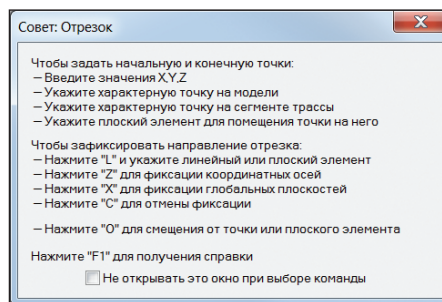 Совет: Отрезок
Чтобы задать начальную и конечную точки:
– Введите значения X,Y,Z
– Укажите характерную точку на модели
– Укажите характерную точку на сегменте трассы
– Укажите плоский элемент для помещения точки на него
Чтобы зафиксировать направление отрезка:
– Нажмите "L" и укажите линейный или плоский элемент
– Нажмите "Z" для фиксации координатных осей
– Нажмите "X" для фиксации глобальных плоскостей
– Нажмите "C" для отмены фиксации
– Нажмите "O" для смещения от точки или плоского элемента
Нажмите "F1" для получения справки
Не открывать это окно при выборе команды